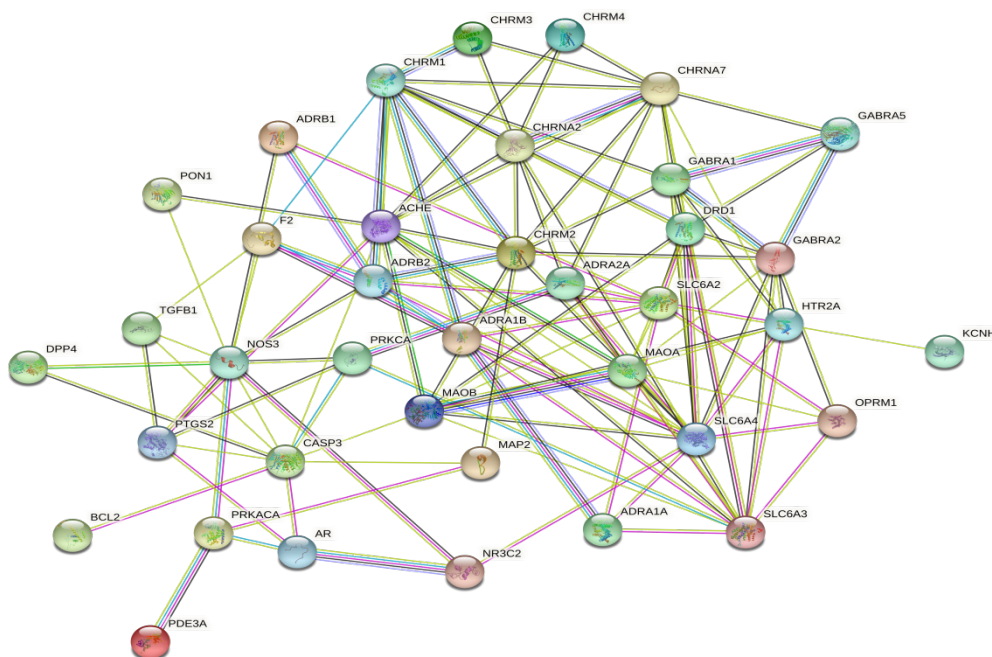 CHRM3
CHRM4
CHRM1
CHRNA7
ADRB1
CHRNA2
GABRA5
GABRA1
PON1
F2
ACHE
DRD1
CHRM2
GABRA2
ADRB2
ADRA2A
SLC6A2
TGFB1
HTR2A
ADRA1B
NOS3
PRKCA
KCNH
DPP4
MAOA
MAOB
OPRM1
PTGS2
SLC6A4
CASP3
MAP2
BCL2
PRKACA
ADRA1A
SLC6A3
AR
NR3C2
PDE3A